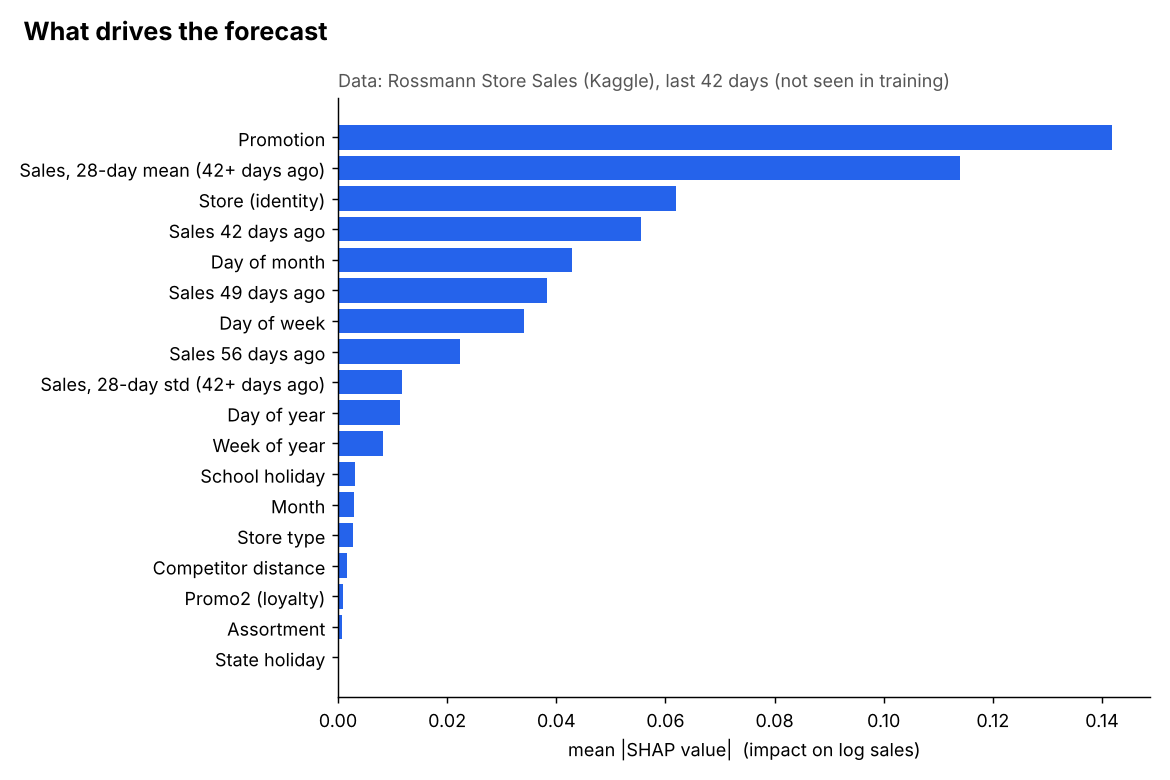 What drives the forecast
Data: Rossmann Store Sales (Kaggle), last 42 days (not seen in training)
Promotion
Sales, 28-day mean (42+ days ago)
Store (identity)
Sales 42 days ago
Day of month
Sales 49 days ago
Day of week
Sales 56 days ago
Sales, 28-day std (42+ days ago)
Day of year
Week of year
School holiday
Month
Store type
Competitor distance
Promo2 (loyalty)
Assortment
State holiday
0.00 0.02 0.04 0.06 0.08 0.10 0.12 0.14
mean |SHAP value| (impact on log sales)